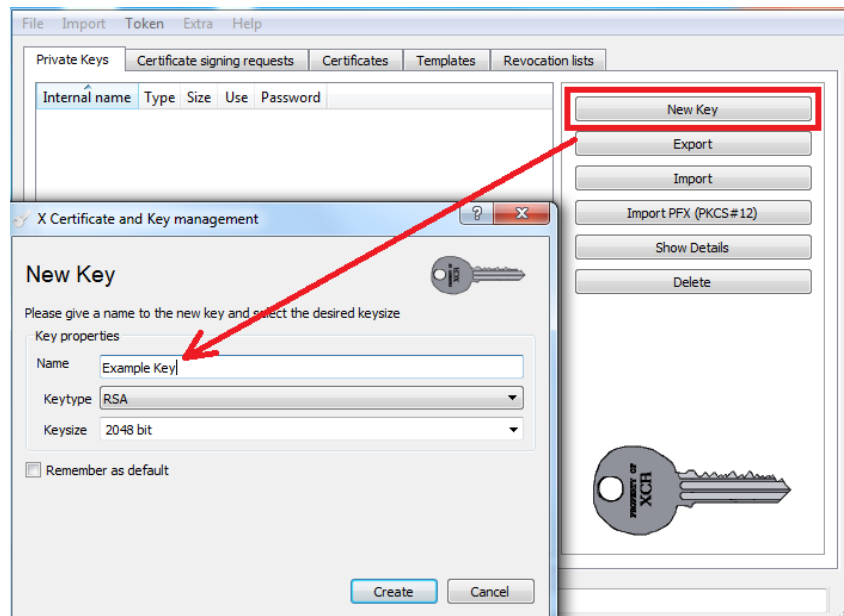 File Import Token Extra Help
Private Keys Certificate signing requests Certificates Templates Revocation lists
Internal name Type Size Use Password
New Key
Export
Import
Import PFX (PKCS#12)
Show Details
Delete
X Certificate and Key management
?
New Key
Please give a name to the new key and select the desired keysize
Key properties
Name Example Key
Keytype RSA
Keysize 2048 bit
Remember as default
Create Cancel
PROPERTY OF
XCA